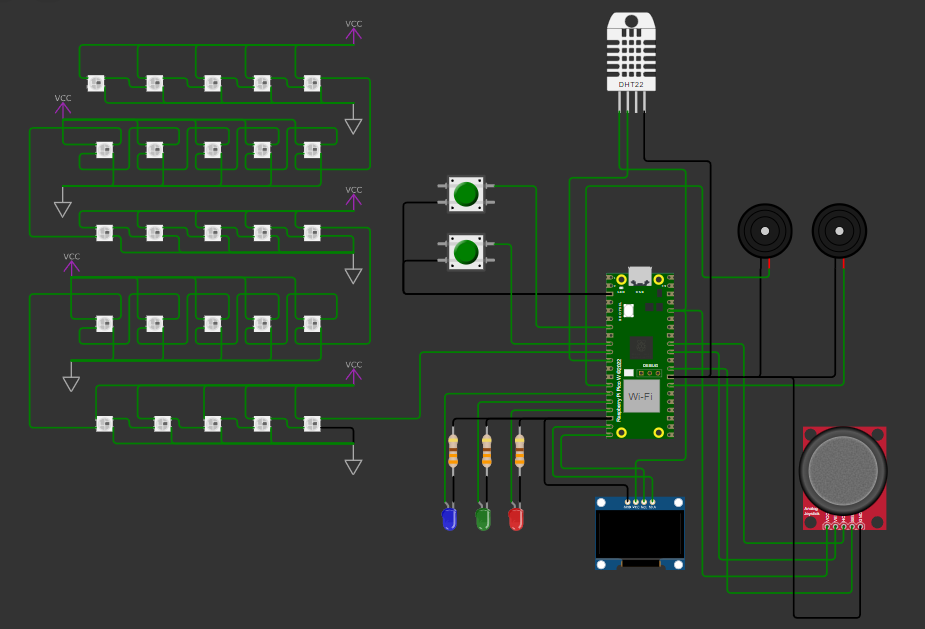 VCC
VCC
VCC
VCC
VCC
DHT22
DEBUG
Raspberry Pi Pico W ©2022
Wi-Fi
GND VCC SCL SDA
Analog
Joystick